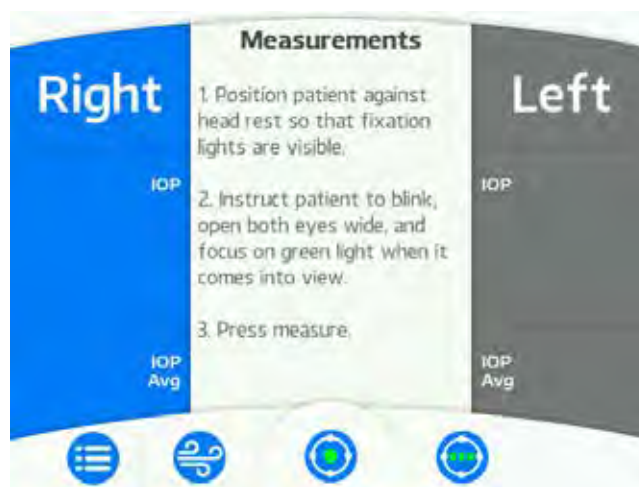 Measurements
Right
Left
1. Position patient against
head rest so that fixation
lights are visible.
IOP
IOP
2. Instruct patient to blink,
open both eyes wide, and
focus on green light when it
comes into view.
3. Press measure.
IOP
Avg
IOP
Avg